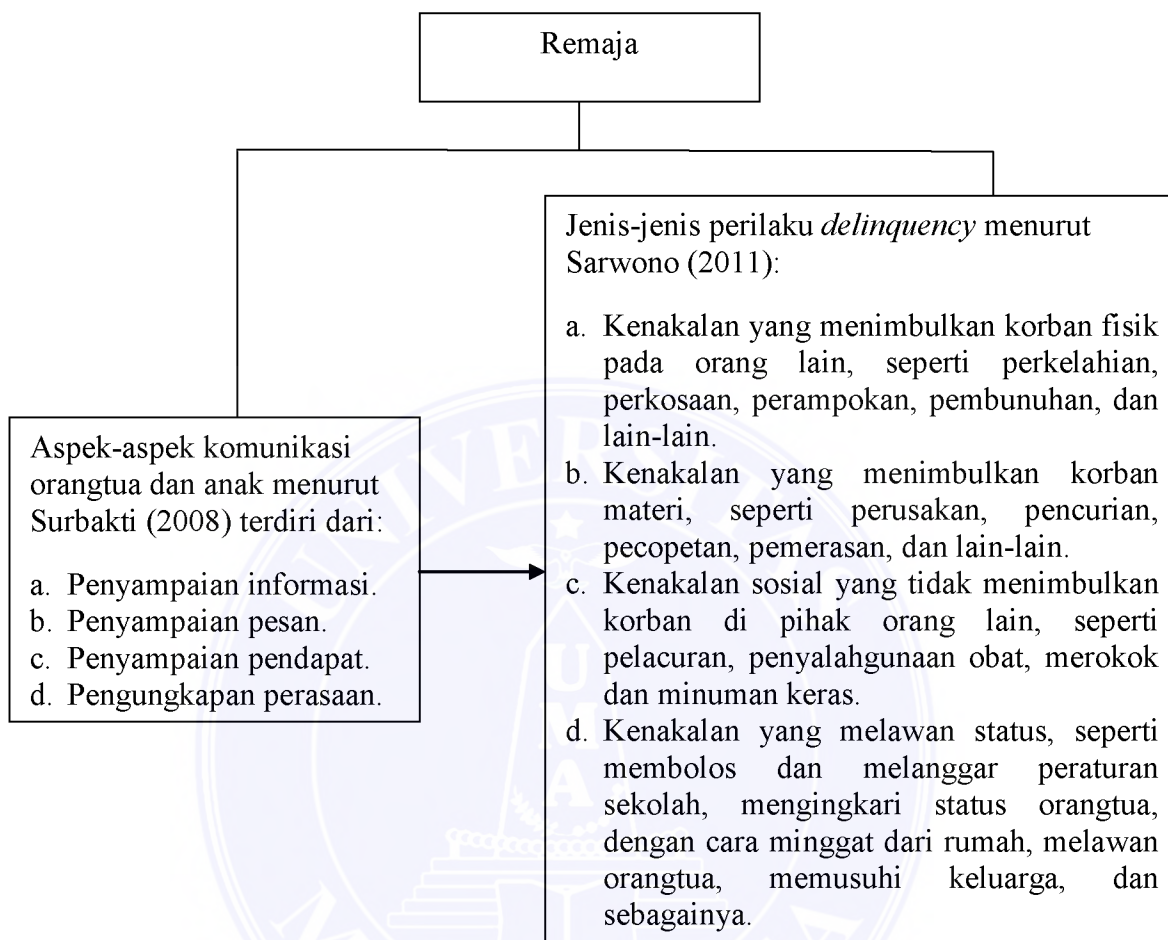 Remaja
Jenis-jenis perilaku delinquency menurut
Sarwono (2011):
a. Kenakalan yang menimbulkan korban fisik
pada orang lain, seperti perkelahian,
perkosaan, perampokan, pembunuhan, dan
lain-lain.
b. Kenakalan yang menimbulkan korban
materi, seperti perusakan, pencurian,
pecopetan, pemerasan, dan lain-lain.
c. Kenakalan sosial yang tidak menimbulkan
korban di pihak orang lain, seperti
pelacuran, penyalahgunaan obat, merokok
dan minuman keras.
d. Kenakalan yang melawan status, seperti
membolos dan melanggar peraturan
sekolah, mengingkari status orangtua,
dengan cara minggat dari rumah, melawan
orangtua, memusuhi keluarga, dan
sebagainya.
Aspek-aspek komunikasi
orangtua dan anak menurut
Surbakti (2008) terdiri dari:
a. Penyampaian informasi.
b. Penyampaian pesan.
c. Penyampaian pendapat.
d. Pengungkapan perasaan.
UNIVERSITAS
UMA